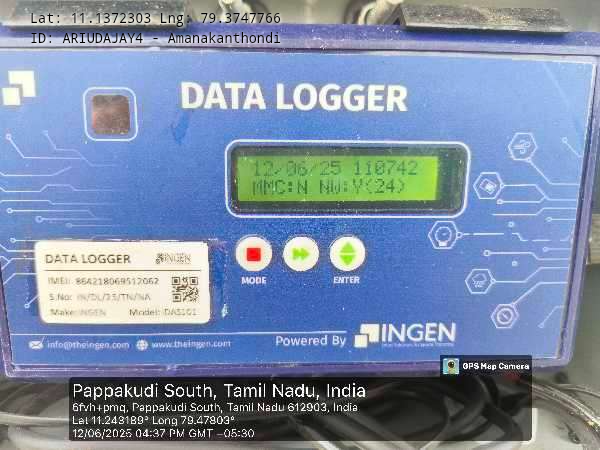 Lat: 11.1372303 Lng: 79.3747766
ID: ARIUDAJAY4 - Amanakanthondi
DATA LOGGER
12/06/25 110742
MMC:N NW:Y(24)
DATA LOGGER INGEN
IMEI: 864218069512062
S.No: IN/DL/25/TN/NA
Make: INGEN Model: IDAS101
MODE
ENTER
info@theingen.com www.theingen.com
Powered By INGEN
GPS Map Camera
Pappakudi South, Tamil Nadu, India
6fvh+pmq, Pappakudi South, Tamil Nadu 612903, India
Lat 11.243189° Long 79.47803°
12/06/2025 04:37 PM GMT -05:30